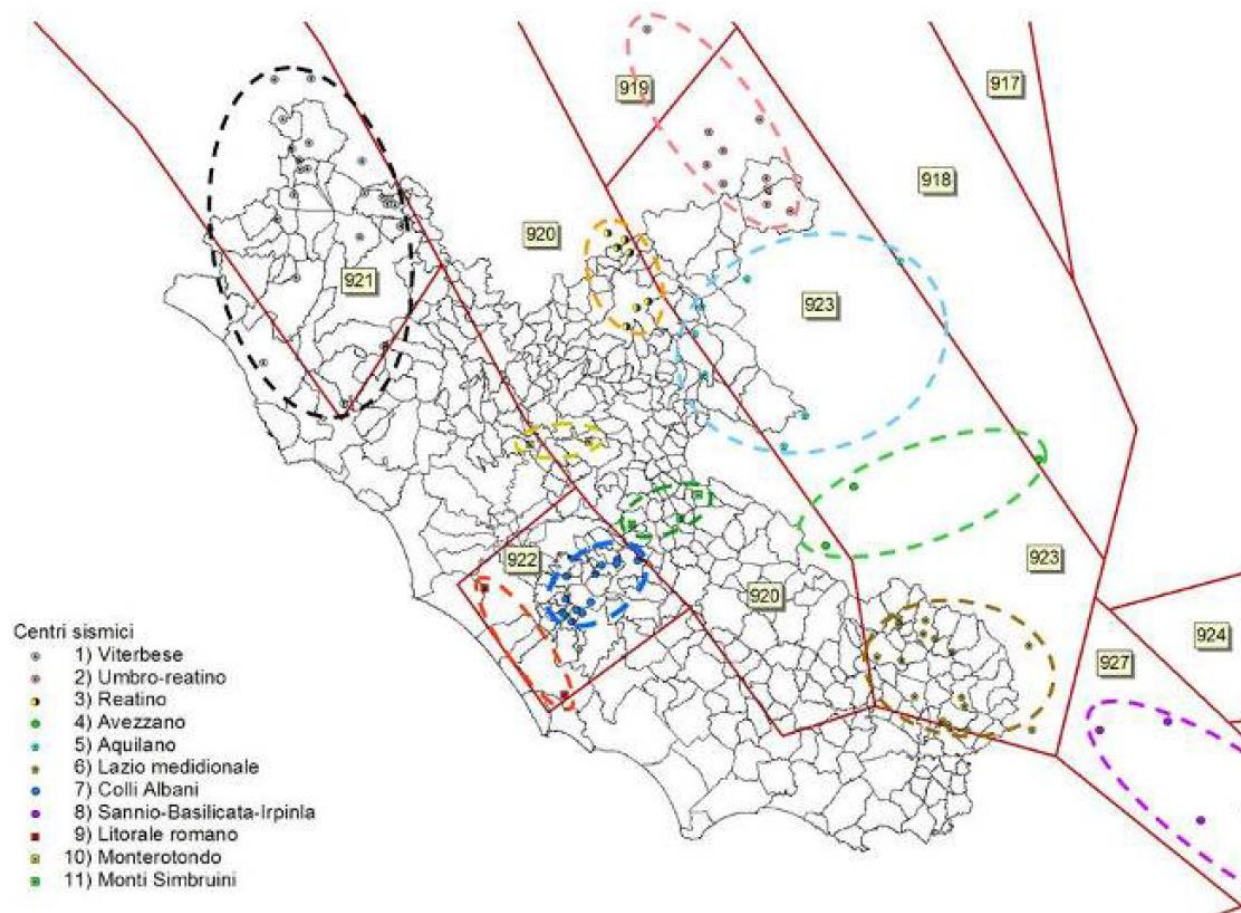 917
919
918
920
921
923
922
923
920
924
927
Centri sismici
1) Viterbese
2) Umbro-reatino
3) Reatino
4) Avezzano
5) Aquilano
6) Lazio medidionale
7) Colli Albani
8) Sannio-Basilicata-Irpinla
9) Litorale romano
10) Monterotondo
11) Monti Simbruini